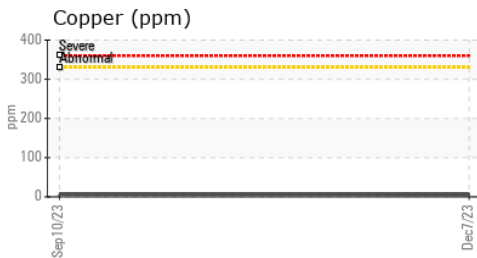 Copper (ppm)
400
Severe
Abnormal
300
ppm
200
100
0
Sep10/23
Dec7/23